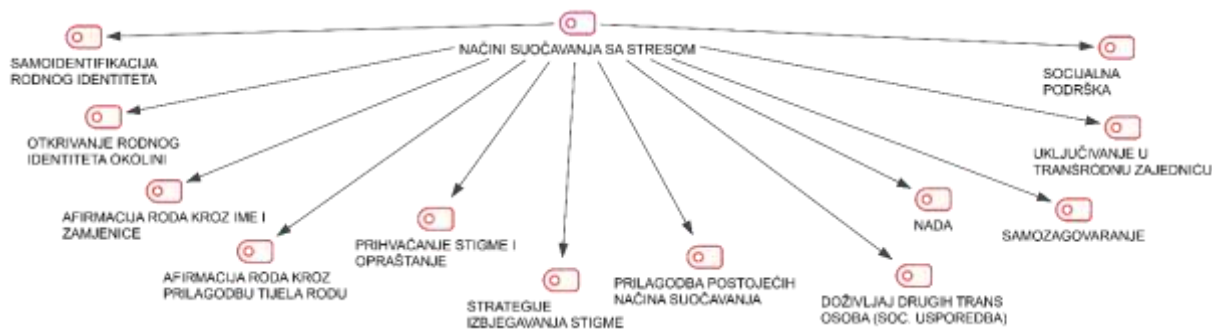 NAČINI SUOČAVANJA SA STRESOM
SAMOIDENTIFIKACIJA
RODNOG IDENTITETA
OTKRIVANJE RODNOG
IDENTITETA OKOLINI
AFIRMACIJA RODA KROZ IME I
ZAMJENICE
AFIRMACIJA RODA KROZ
PRILAGODBU TIJELA RODU
PRIHVAĆANJE STIGME I
OPRAŠTANJE
STRATEGIJE
IZBJEGAVANJA STIGME
PRILAGODBA POSTOJEĆIH
NAČINA SUOČAVANJA
DOŽIVLJAJ DRUGIH TRANS
OSOBA (SOC. USPOREDBA)
NADA
SAMOZAGOVARANJE
UKLJUČIVANJE U
TRANSRODNU ZAJEDNICU
SOCIJALNA
PODRŠKA